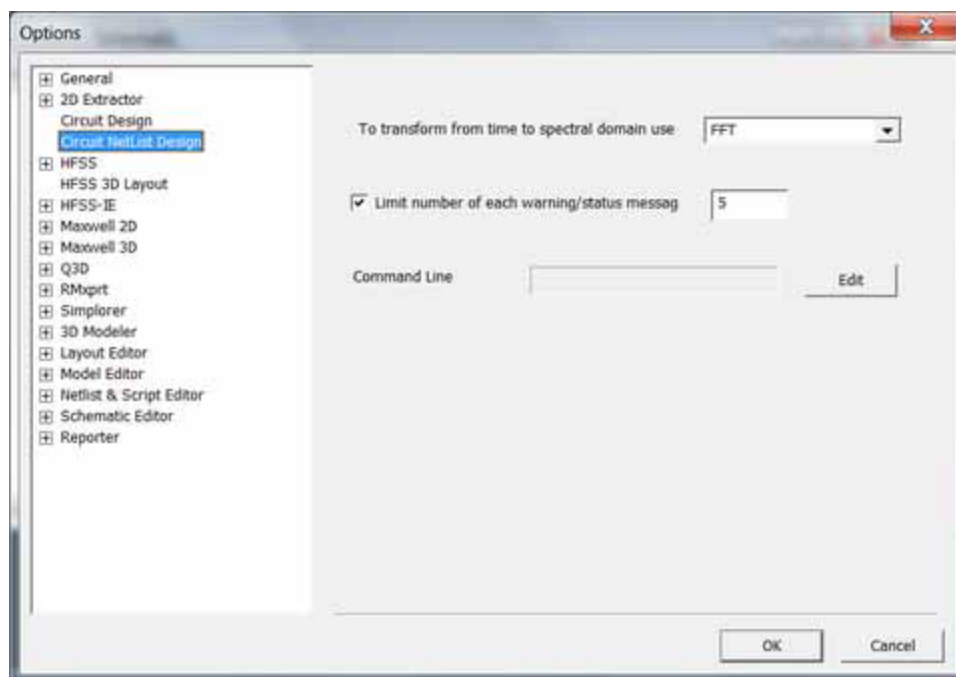 Options
General
2D Extractor
Circuit Design
Circuit NetList Design
HFSS
HFSS 3D Layout
HFSS-IE
Maxwell 2D
Maxwell 3D
Q3D
RMxprt
Simplorer
3D Modeler
Layout Editor
Model Editor
Netlist & Script Editor
Schematic Editor
Reporter
To transform from time to spectral domain use FFT
Limit number of each warning/status messag 5
Command Line Edit
OK Cancel